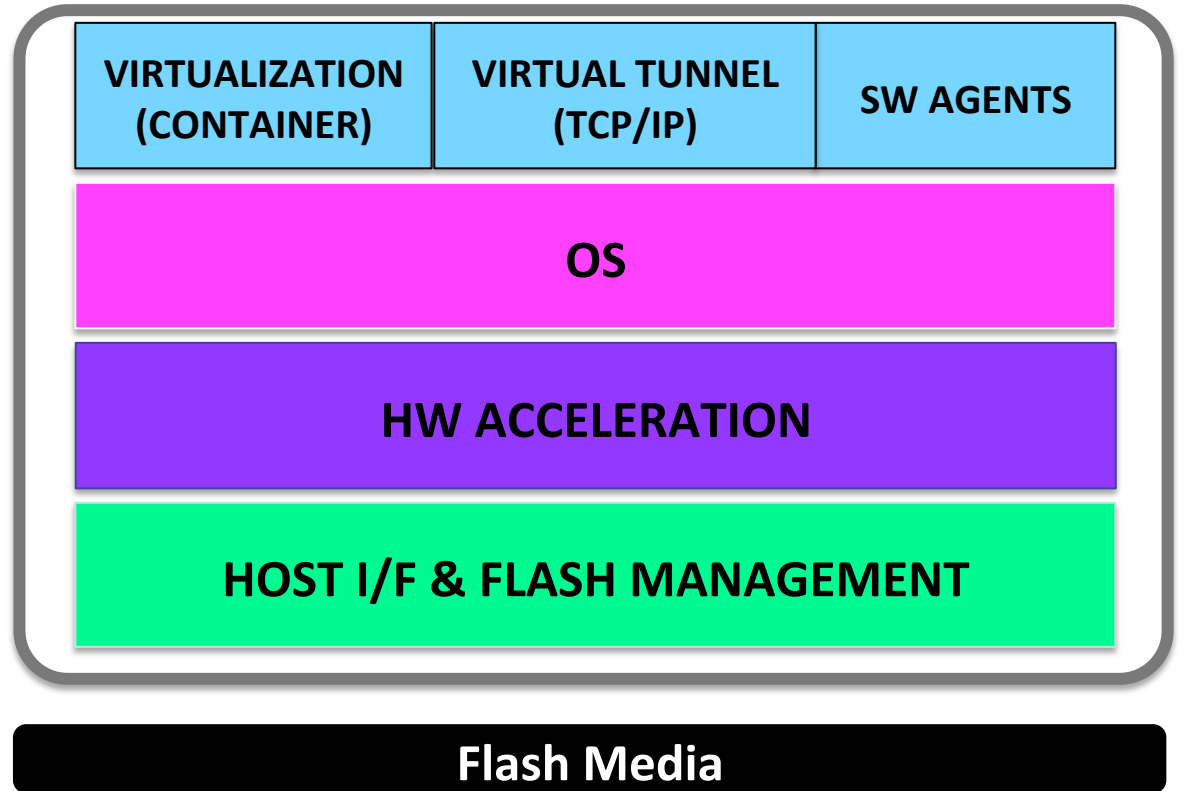 VIRTUALIZATION
(CONTAINER)
VIRTUAL TUNNEL
(TCP/IP)
SW AGENTS
OS
HW ACCELERATION
HOST I/F & FLASH MANAGEMENT
Flash Media